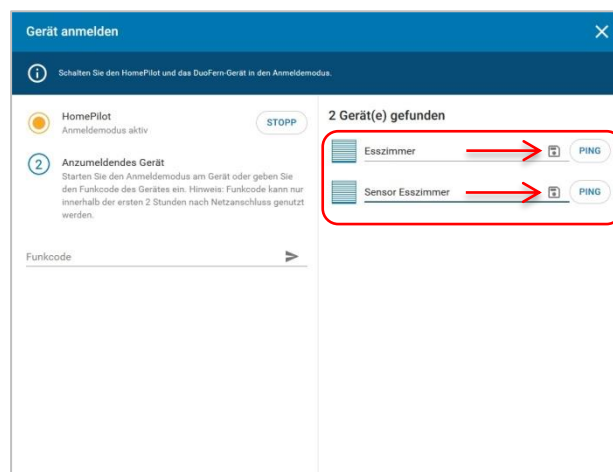 Gerät anmelden
Schalten Sie den HomePilot und das DuoFern-Gerät in den Anmeldemodus.
HomePilot
Anmeldemodus aktiv
STOPP
2
Anzumeldendes Gerät
Starten Sie den Anmeldemodus am Gerät oder geben Sie
den Funkcode des Gerätes ein. Hinweis: Funkcode kann nur
innerhalb der ersten 2 Stunden nach Netzanschluss genutzt
werden.
Funkcode
2 Gerät(e) gefunden
Esszimmer
PING
Sensor Esszimmer
PING